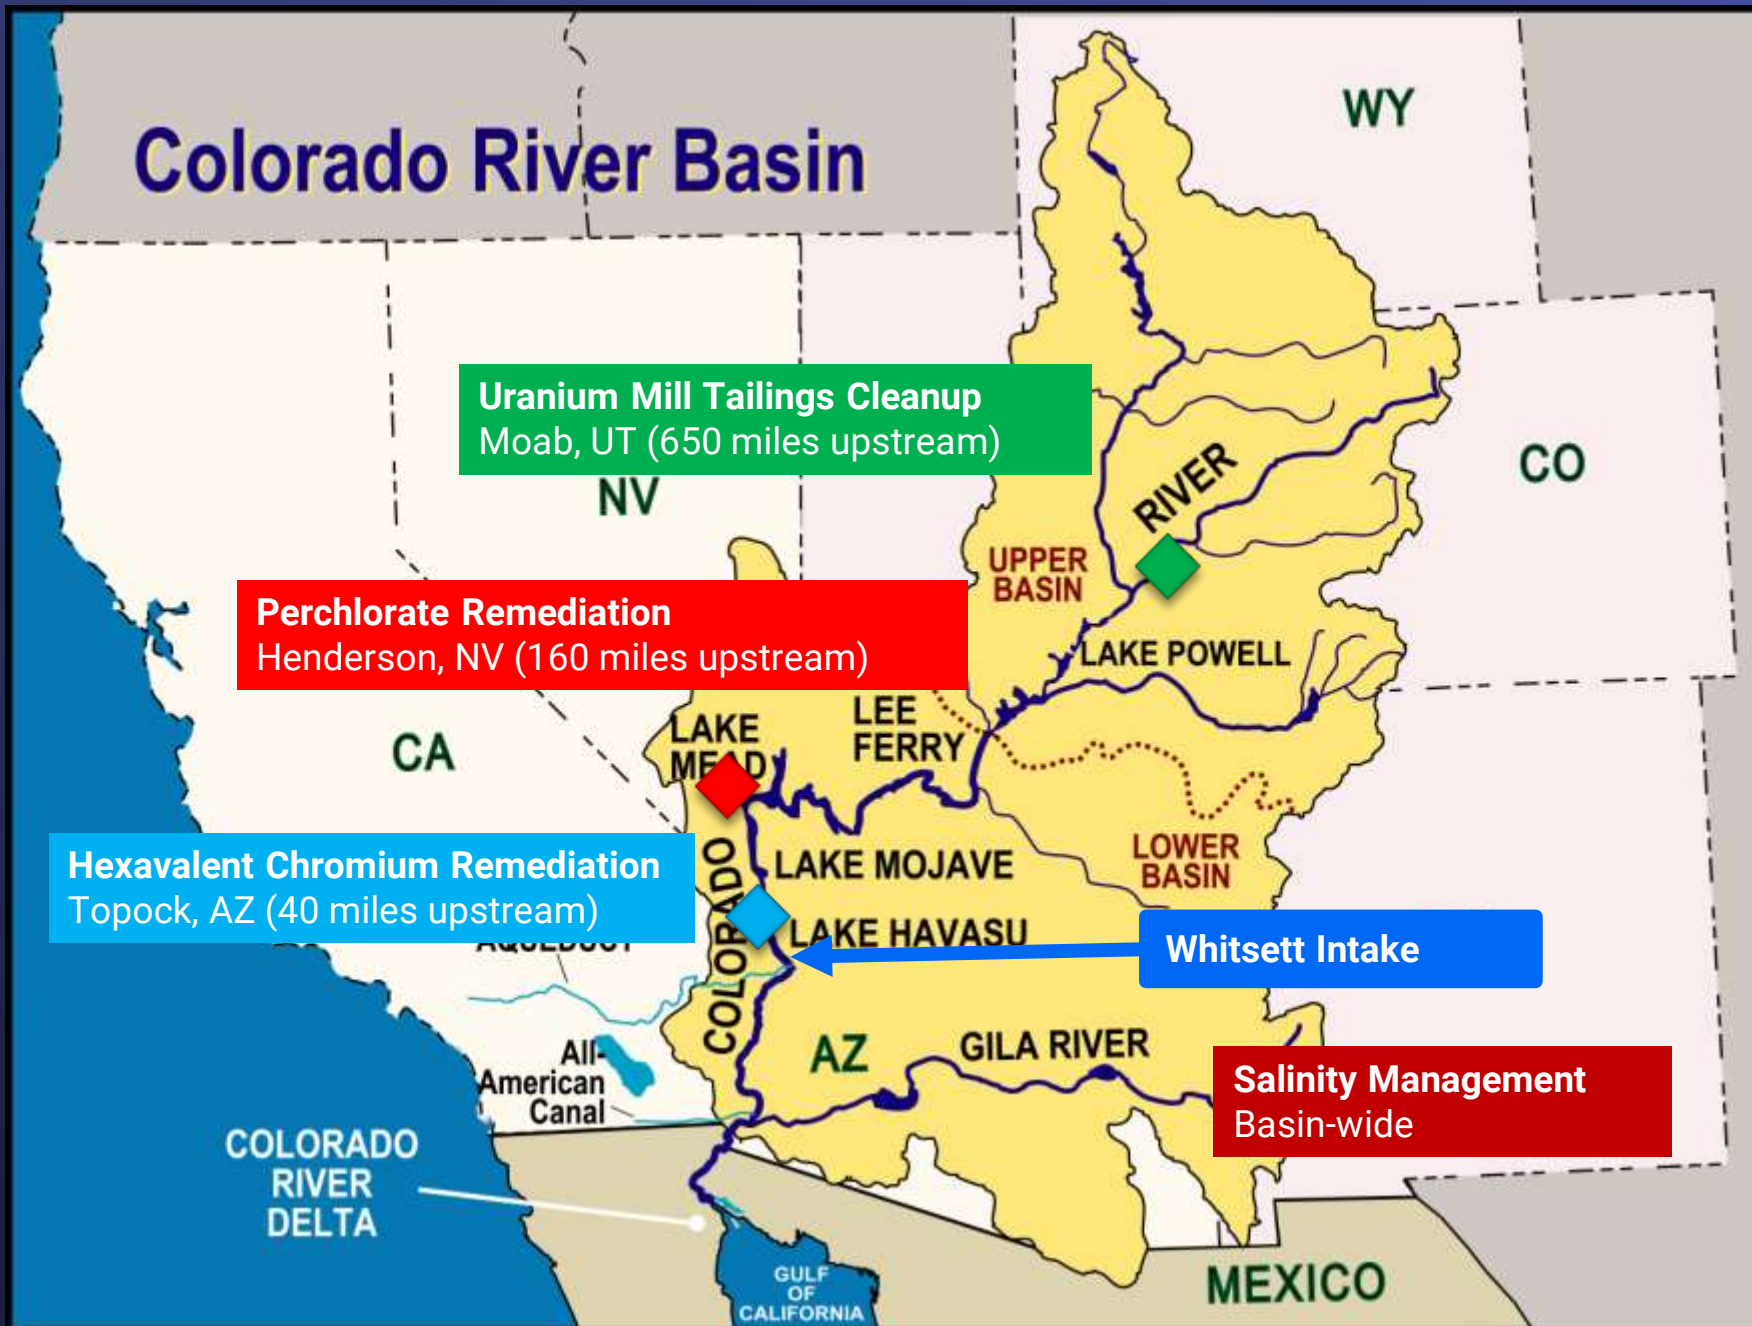 Colorado River Basin
WY
Uranium Mill Tailings Cleanup
Moab, UT (650 miles upstream)
NV
CO
RIVER
UPPER
BASIN
Perchlorate Remediation
Henderson, NV (160 miles upstream)
LAKE POWELL
LEE
FERRY
LAKE
MEAD
CA
LOWER
BASIN
COLORADO
LAKE MOJAVE
Hexavalent Chromium Remediation
Topock, AZ (40 miles upstream)
AQUEDUCT
LAKE HAVASU
Whitsett Intake
AZ
GILA RIVER
All-
American
Canal
Salinity Management
Basin-wide
COLORADO
RIVER
DELTA
GULF
OF
CALIFORNIA
MEXICO